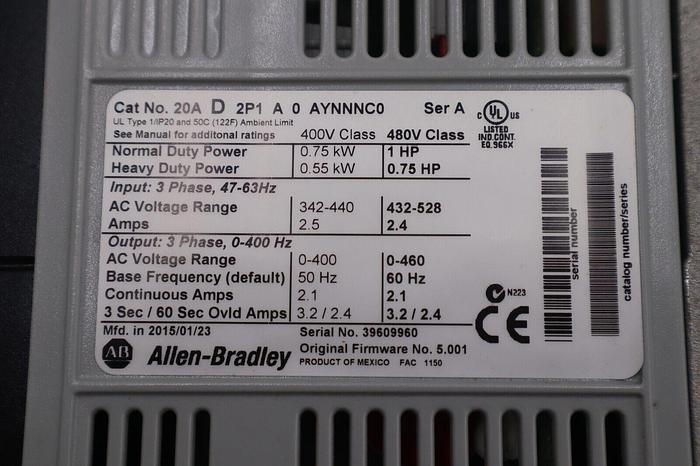 Cat No. 20A D 2P1 A 0 AYNNNC0 Ser A
UL Type 1/IP20 and 50C (122F) Ambient Limit
See Manual for additonal ratings 400V Class 480V Class
Normal Duty Power 0.75 kW 1 HP
Heavy Duty Power 0.55 kW 0.75 HP
Input: 3 Phase, 47-63Hz
AC Voltage Range 342-440 432-528
Amps 2.5 2.4
Output: 3 Phase, 0-400 Hz
AC Voltage Range 0-400 0-460
Base Frequency (default) 50 Hz 60 Hz
Continuous Amps 2.1 2.1
3 Sec / 60 Sec Ovld Amps 3.2 / 2.4 3.2 / 2.4
Mfd. in 2015/01/23 Serial No. 39609960
AB Allen-Bradley Original Firmware No. 5.001
PRODUCT OF MEXICO FAC 1150
C UL US
LISTED
IND.CONT.
EQ.966X
N223
CE
serial number
catalog number/series